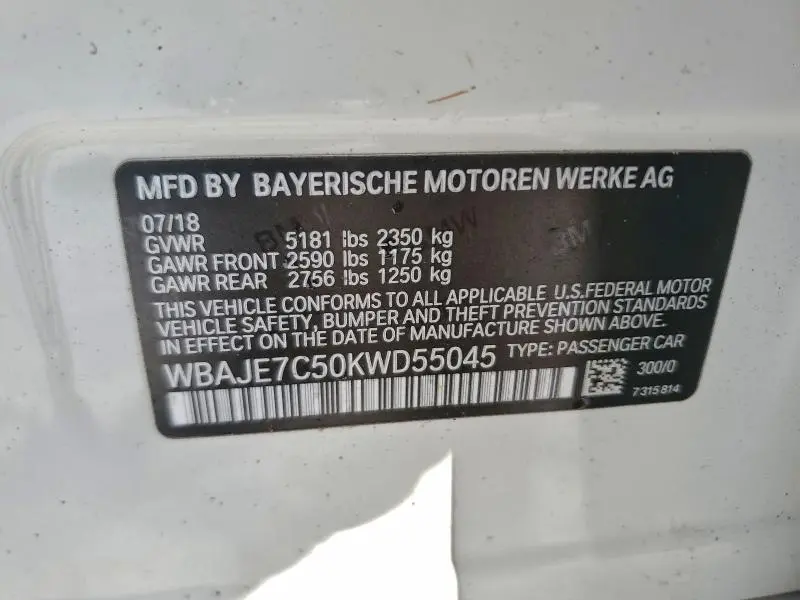 MFD BY BAYERISCHE MOTOREN WERKE AG
07/18
GVWR 5181 lbs 2350 kg
GAWR FRONT 2590 lbs 1175 kg
GAWR REAR 2756 lbs 1250 kg
THIS VEHICLE CONFORMS TO ALL APPLICABLE U.S.FEDERAL MOTOR
VEHICLE SAFETY, BUMPER AND THEFT PREVENTION STANDARDS
IN EFFECT ON THE DATE OF MANUFACTURE SHOWN ABOVE.
WBAJE7C50KWD55045 TYPE: PASSENGER CAR
300/0
7315814